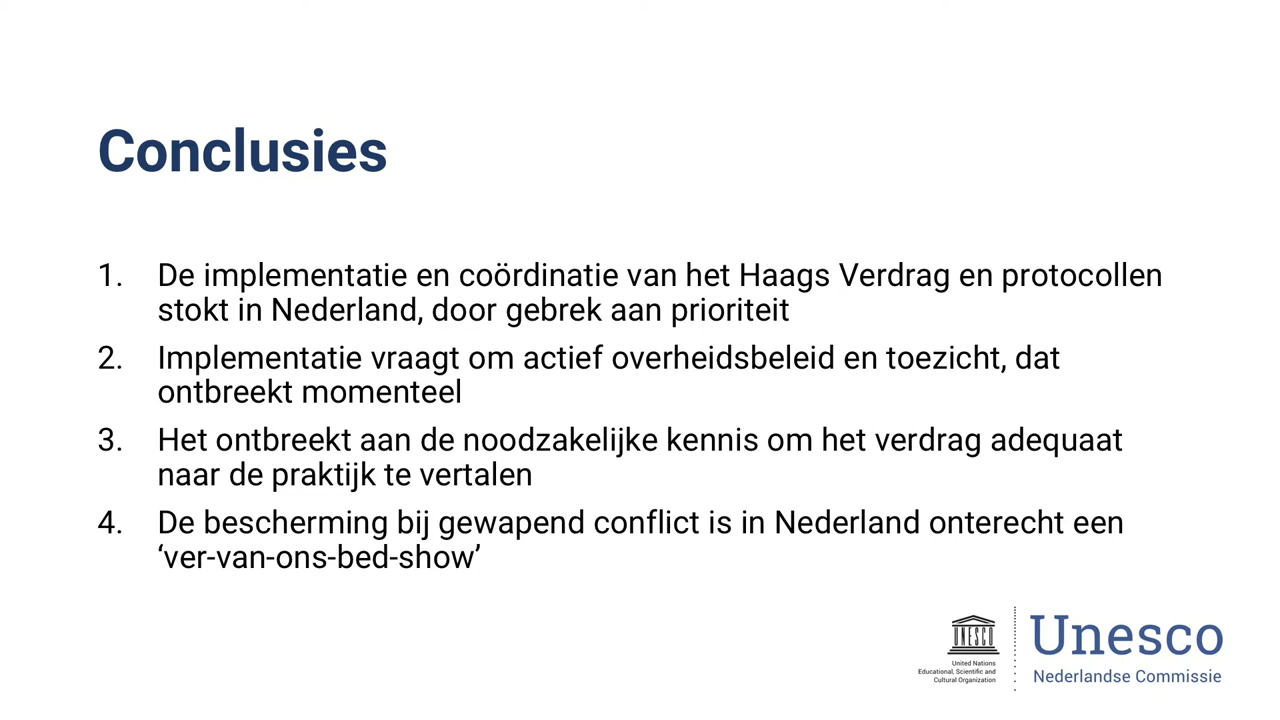 Conclusies
1. De implementatie en coördinatie van het Haags Verdrag en protocollen
stokt in Nederland, door gebrek aan prioriteit
2. Implementatie vraagt om actief overheidsbeleid en toezicht, dat
ontbreekt momenteel
3. Het ontbreekt aan de noodzakelijke kennis om het verdrag adequaat
naar de praktijk te vertalen
4. De bescherming bij gewapend conflict is in Nederland onterecht een
‘ver-van-ons-bed-show’
UNESCO
United Nations
Educational, Scientific and
Cultural Organization
Unesco
Nederlandse Commissie